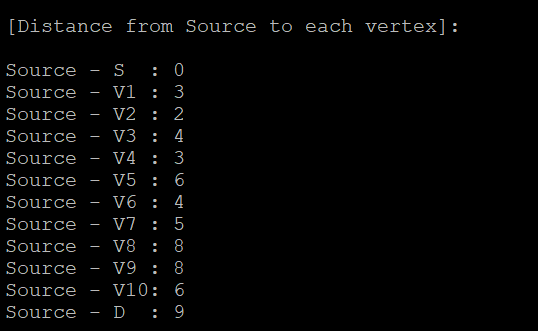 [Distance from Source to each vertex]:
Source - S  : 0
Source - V1 : 3
Source - V2 : 2
Source - V3 : 4
Source - V4 : 3
Source - V5 : 6
Source - V6 : 4
Source - V7 : 5
Source - V8 : 8
Source - V9 : 8
Source - V10: 6
Source - D  : 9